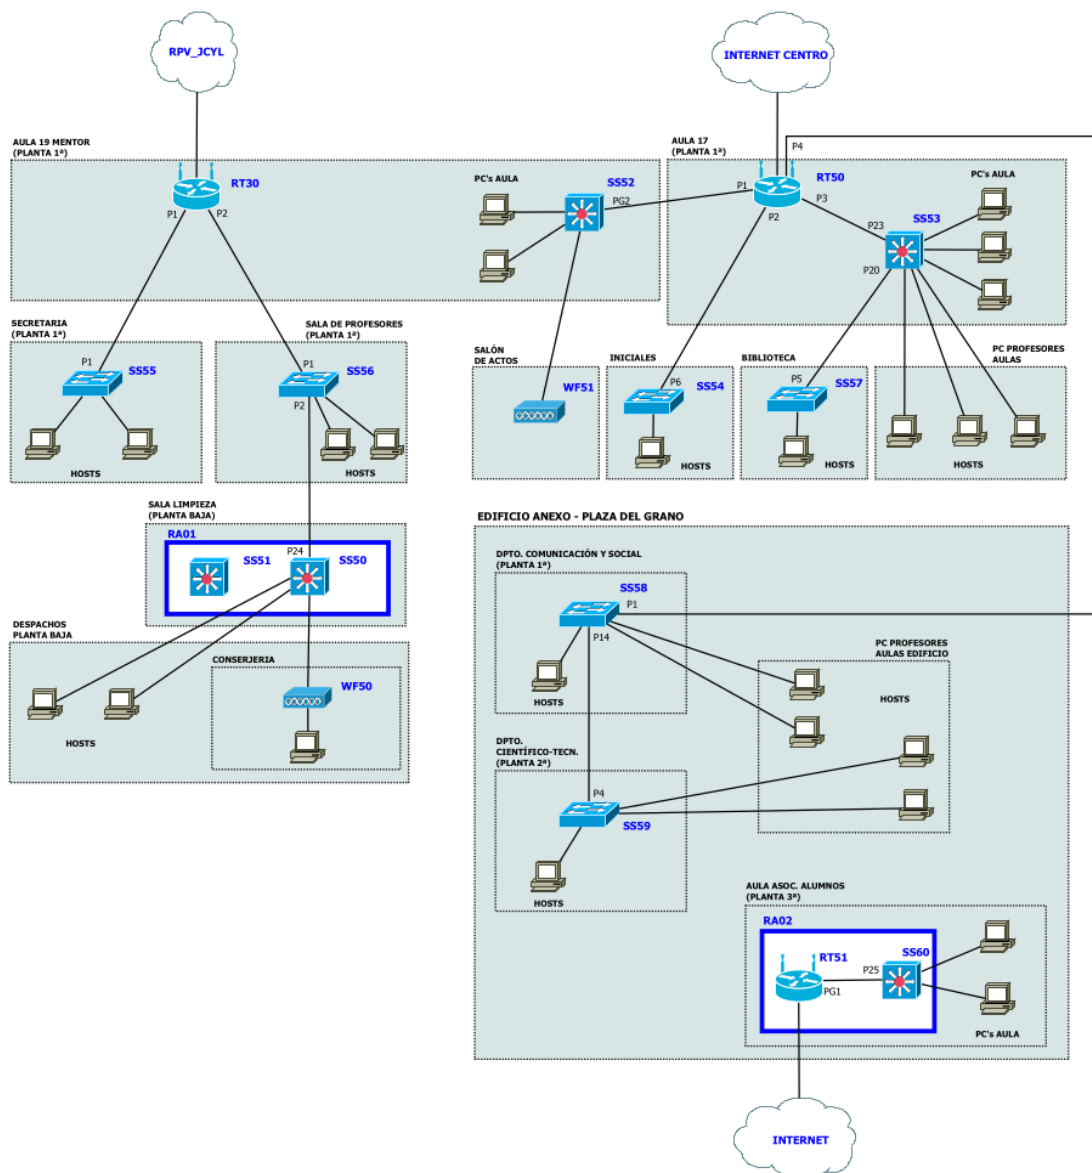 RPV_JCYL
INTERNET CENTRO
AULA 19 MENTOR
(PLANTA 1ª)
RT30
P1
P2
PC's AULA
SS52
PG2
AULA 17
(PLANTA 1ª)
P4
RT50
P1
P2
P3
PC's AULA
SS53
P23
P20
SECRETARIA
(PLANTA 1ª)
P1
SS55
HOSTS
SALA DE PROFESORES
(PLANTA 1ª)
P1
SS56
P2
HOSTS
SALÓN
DE ACTOS
WF51
INICIALES
P6
SS54
HOSTS
BIBLIOTECA
P5
SS57
HOSTS
PC PROFESORES
AULAS
HOSTS
SALA LIMPIEZA
(PLANTA BAJA)
RA01
SS51
P24
SS50
DESPACHOS
PLANTA BAJA
HOSTS
CONSERJERIA
WF50
EDIFICIO ANEXO - PLAZA DEL GRANO
DPTO. COMUNICACIÓN Y SOCIAL
(PLANTA 1ª)
SS58
P1
P14
HOSTS
PC PROFESORES
AULAS EDIFICIO
HOSTS
DPTO.
CIENTÍFICO-TECN.
(PLANTA 2ª)
P4
SS59
HOSTS
AULA ASOC. ALUMNOS
(PLANTA 3ª)
RA02
RT51
PG1
P25
SS60
PC's AULA
INTERNET